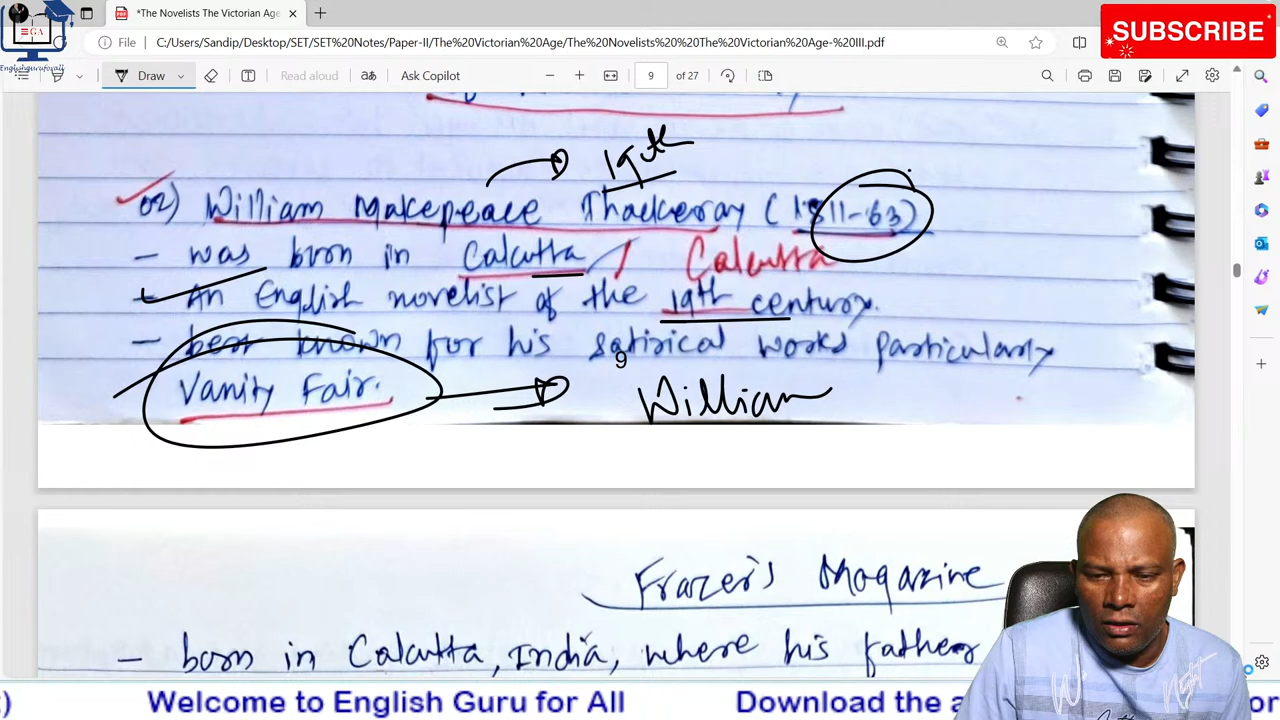 *The Novelists The Victorian Age
SUBSCRIBE
EGA
Englishguruforall
File
C:/Users/Sandip/Desktop/SET/SET%20Notes/Paper-II/The%20Victorian%20Age/The%20Novelists%20%20The%20Victorian%20Age-%20III.pdf
Draw
Read aloud
Ask Copilot
9 of 27
19th
02) William Makepeace Thackeray (1811-63)
- was born in Calcutta / Calcutta
- An English novelist of the 19th century.
- best known for his satirical works particularly
Vanity Fair.
William
9
Frazer's Magazine
- born in Calcutta, India, where his father
Welcome to English Guru for All
Download the a